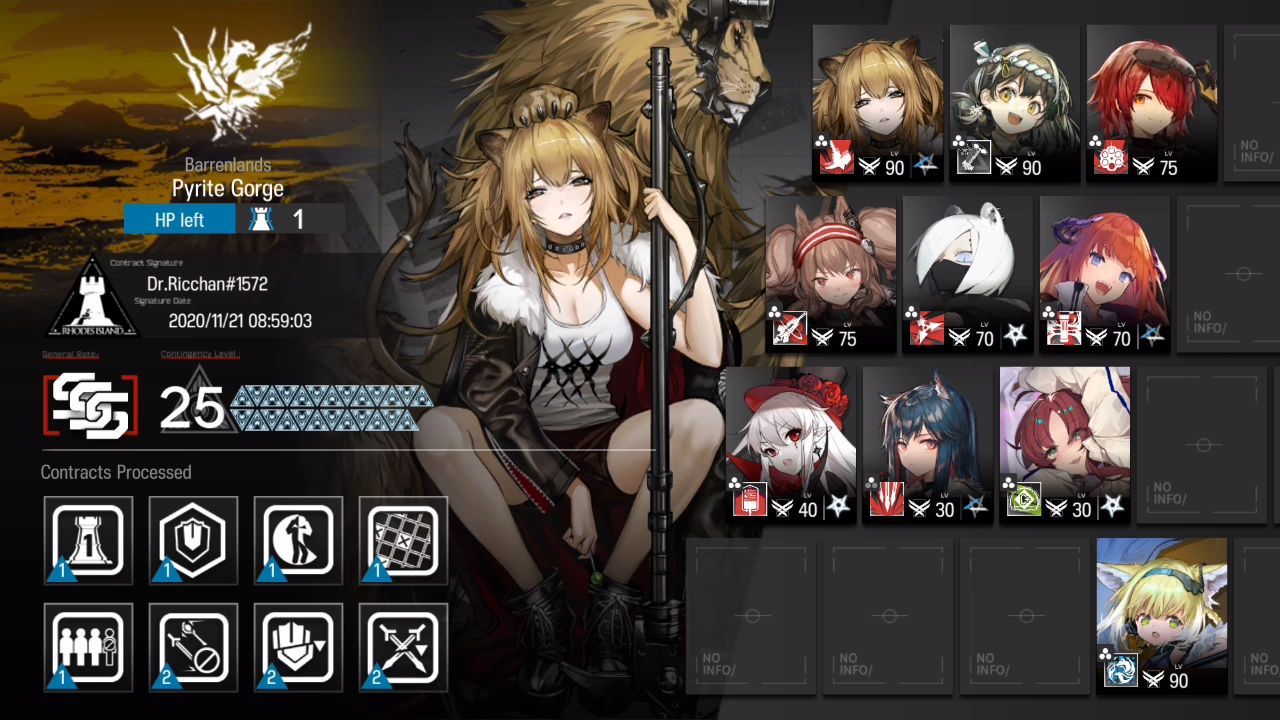 Barrenlands
Pyrite Gorge
HP left 1
Contract Signature
Dr.Ricchan#1572
Signature Date
2020/11/21 08:59:03
RHODES ISLAND
General Rate:
Contingency Level:
25
Contracts Processed
1
1 1 1 1
1 2 2 2
LV 90
LV 90
LV 75
NO INFO/
LV 75
LV 70
LV 70
NO INFO/
LV 40
LV 30
LV 30
NO INFO/
NO INFO/
NO INFO/
NO INFO/
LV 90
NO INFO/